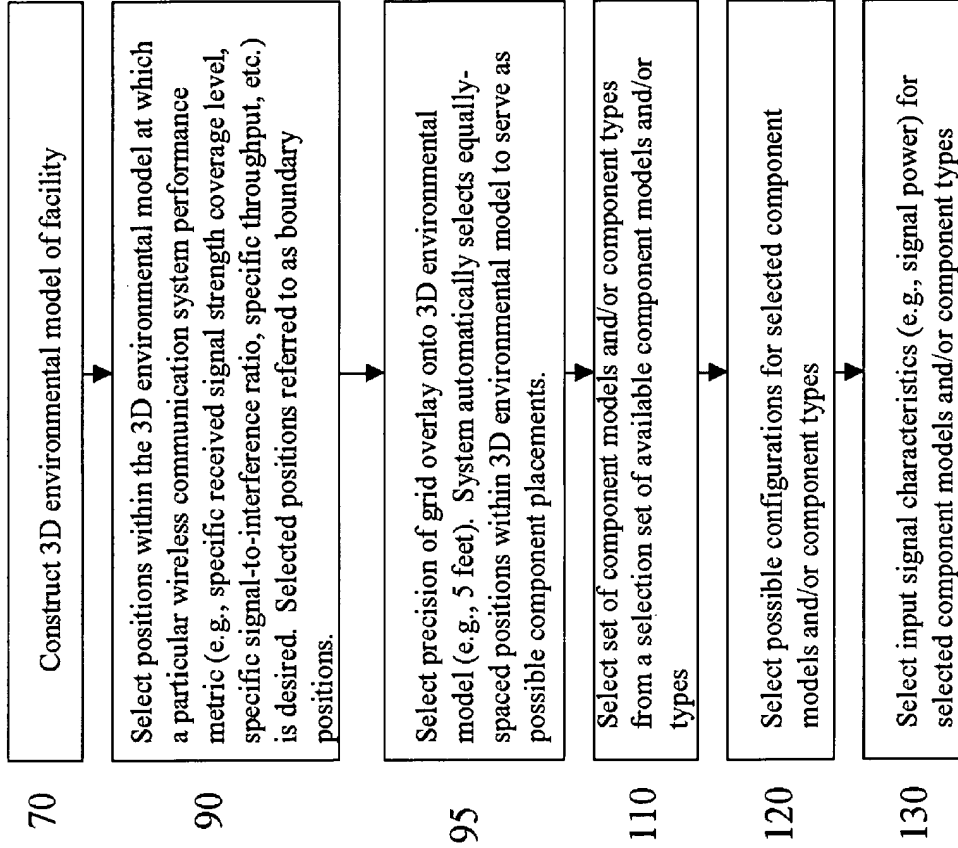 70
Construct 3D environmental model of facility
90
Select positions within the 3D environmental model at which
a particular wireless communication system performance
metric (e.g., specific received signal strength coverage level,
specific signal-to-interference ratio, specific throughput, etc.)
is desired. Selected positions referred to as boundary
positions.
95
Select precision of grid overlay onto 3D environmental
model (e.g., 5 feet). System automatically selects equally-
spaced positions within 3D environmental model to serve as
possible component placements.
110
Select set of component models and/or component types
from a selection set of available component models and/or
types
120
Select possible configurations for selected component
models and/or component types
130
Select input signal characteristics (e.g., signal power) for
selected component models and/or component types